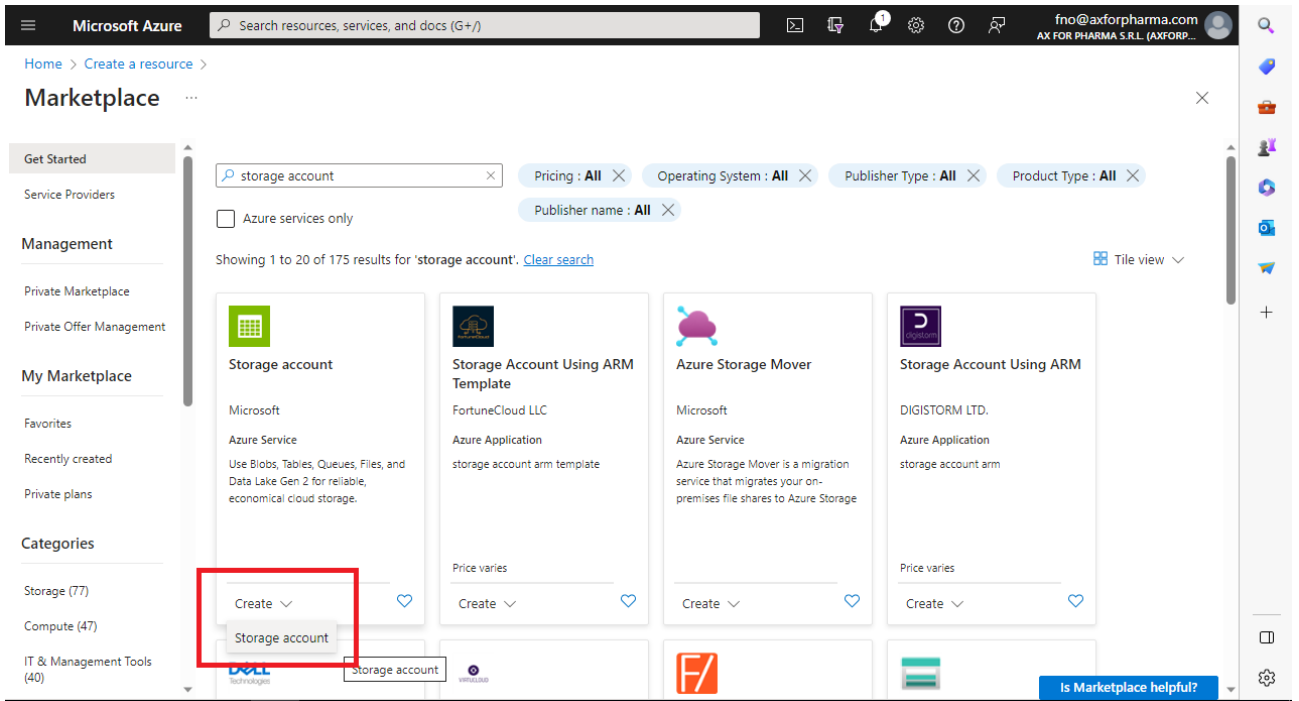 Microsoft Azure
Search resources, services, and docs (G+/)
1
fno@axforpharma.com
AX FOR PHARMA S.R.L. (AXFORP...
Home > Create a resource >
Marketplace ...
Get Started
Service Providers
Management
Private Marketplace
Private Offer Management
My Marketplace
Favorites
Recently created
Private plans
Categories
Storage (77)
Compute (47)
IT & Management Tools
(40)
storage account
Pricing : All
Operating System : All
Publisher Type : All
Product Type : All
Azure services only
Publisher name : All
Showing 1 to 20 of 175 results for 'storage account'. Clear search
Tile view
Storage account
Microsoft
Azure Service
Use Blobs, Tables, Queues, Files, and
Data Lake Gen 2 for reliable,
economical cloud storage.
Create
Storage account
Storage Account Using ARM
Template
FortuneCloud LLC
Azure Application
storage account arm template
Price varies
Create
Azure Storage Mover
Microsoft
Azure Service
Azure Storage Mover is a migration
service that migrates your on-
premises file shares to Azure Storage
Create
digistorm
Storage Account Using ARM
DIGISTORM LTD.
Azure Application
storage account arm
Price varies
Create
DELL
Technologies
Storage account
VIRTUCLOUD
Is Marketplace helpful?